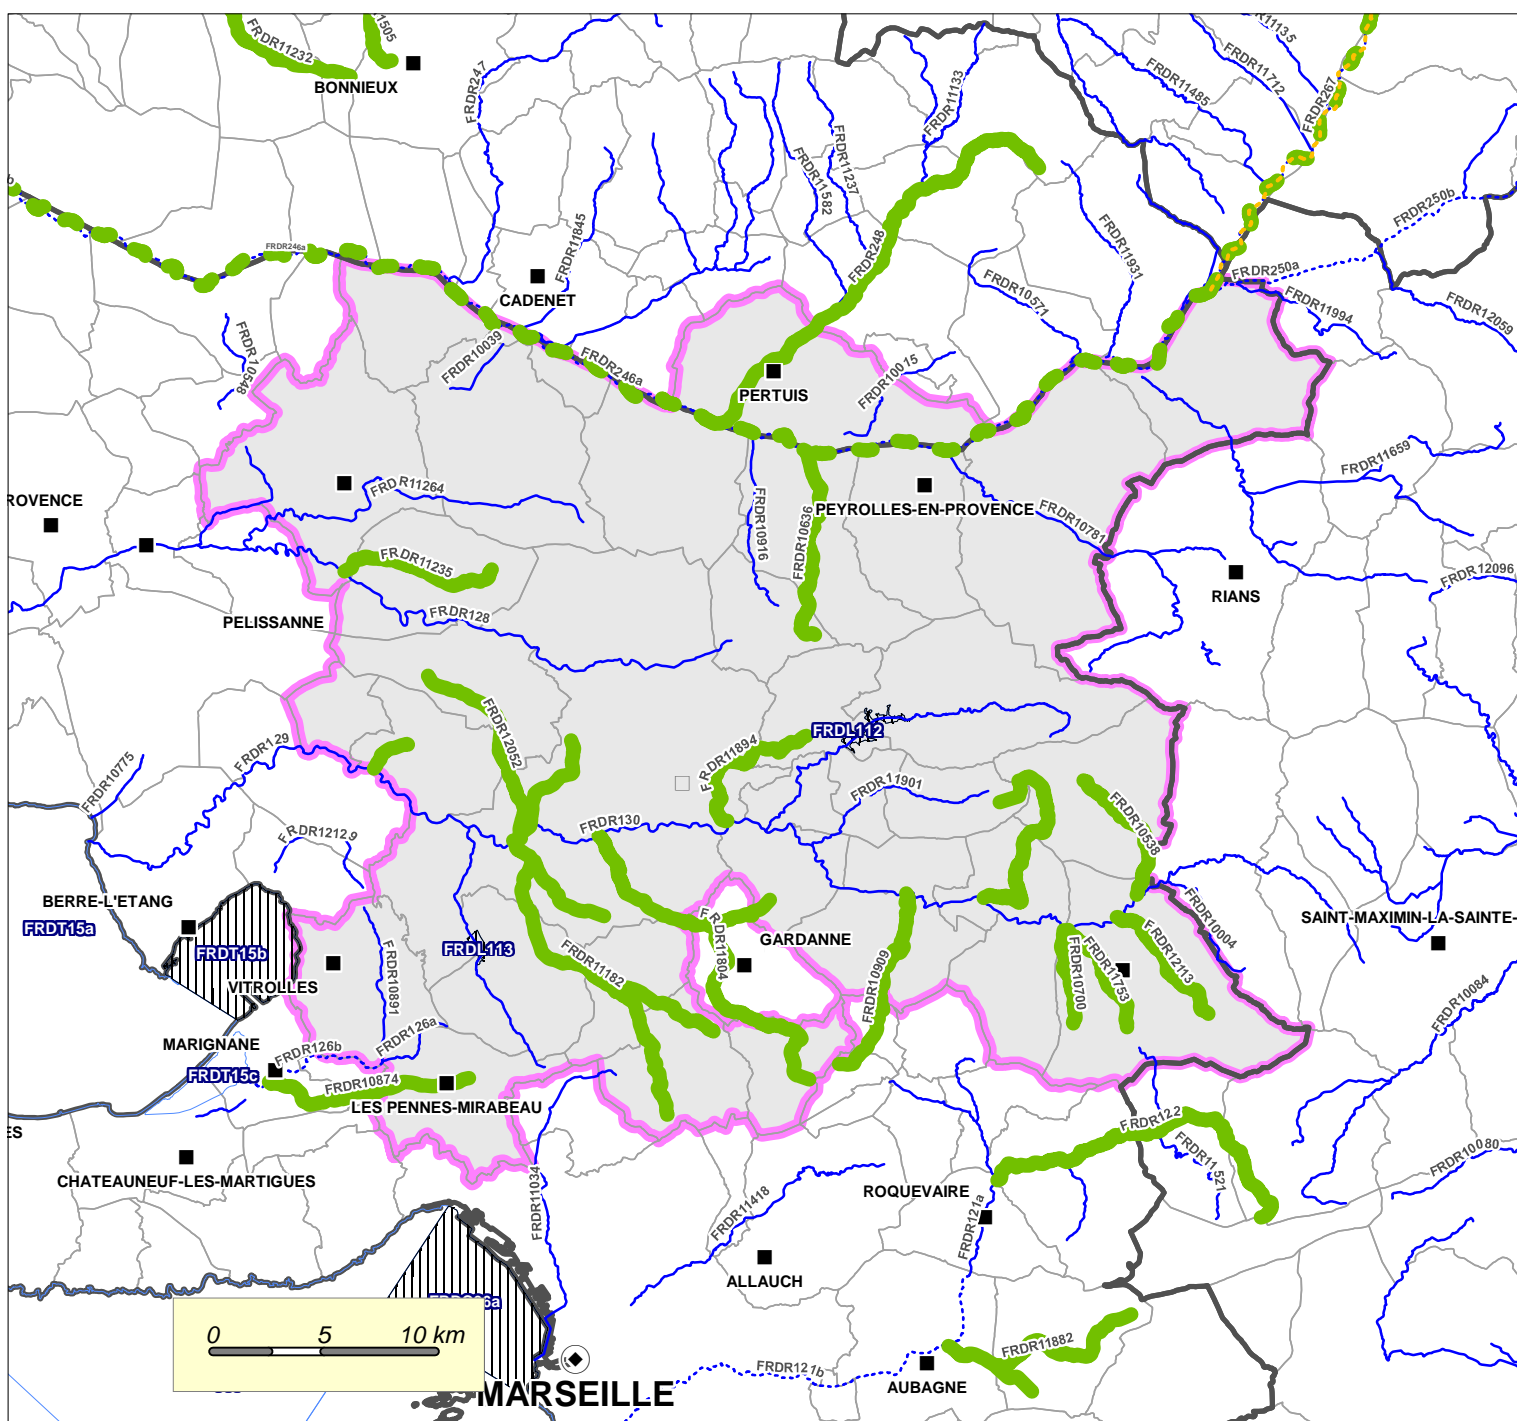 FRDR11232
11505
BONNIEUX
FRDR247
FRDR11133
FRDR11135
FRDR11712
FRDR11485
FRDR267
FRDR11237
FRDR11582
FRDR250b
FRDR11845
FRDR248
FRDR11931
FRDR246a
CADENET
FRDR250a
FRDR10571
FRDR11994
FRDR12059
FRDR10548
FRDR10039
FRDR246a
PERTUIS
FRDR10015
FRDR11659
FRDR11264
ROVENCE
PEYROLLES-EN-PROVENCE
FRDR10916
FRDR10636
FRDR10781
FRDR11235
FRDR12096
RIANS
PELISSANNE
FRDR128
FRDR12052
FRDL112
FRDR129
FRDR11894
FRDR10775
FRDR11901
FRDR130
FRDR10538
FRDR12129
BERRE-L'ETANG
FRDT15a
FRDT15b
FRDR10004
SAINT-MAXIMIN-LA-SAINTE-
FRDR11804
GARDANNE
FRDL113
FRDR11182
FRDR10909
FRDR10700
FRDR11753
FRDR12113
VITROLLES
FRDR10891
FRDR10084
MARIGNANE
FRDR126b
FRDR126a
FRDT15c
FRDR10874
LES PENNES-MIRABEAU
FRDR122
ES
FRDR11521
FRDR10080
CHATEAUNEUF-LES-MARTIGUES
FRDR11034
FRDR11418
ROQUEVAIRE
FRDR121a
ALLAUCH
6a
0 5 10 km
FRDR11882
FRDR121b
AUBAGNE
MARSEILLE